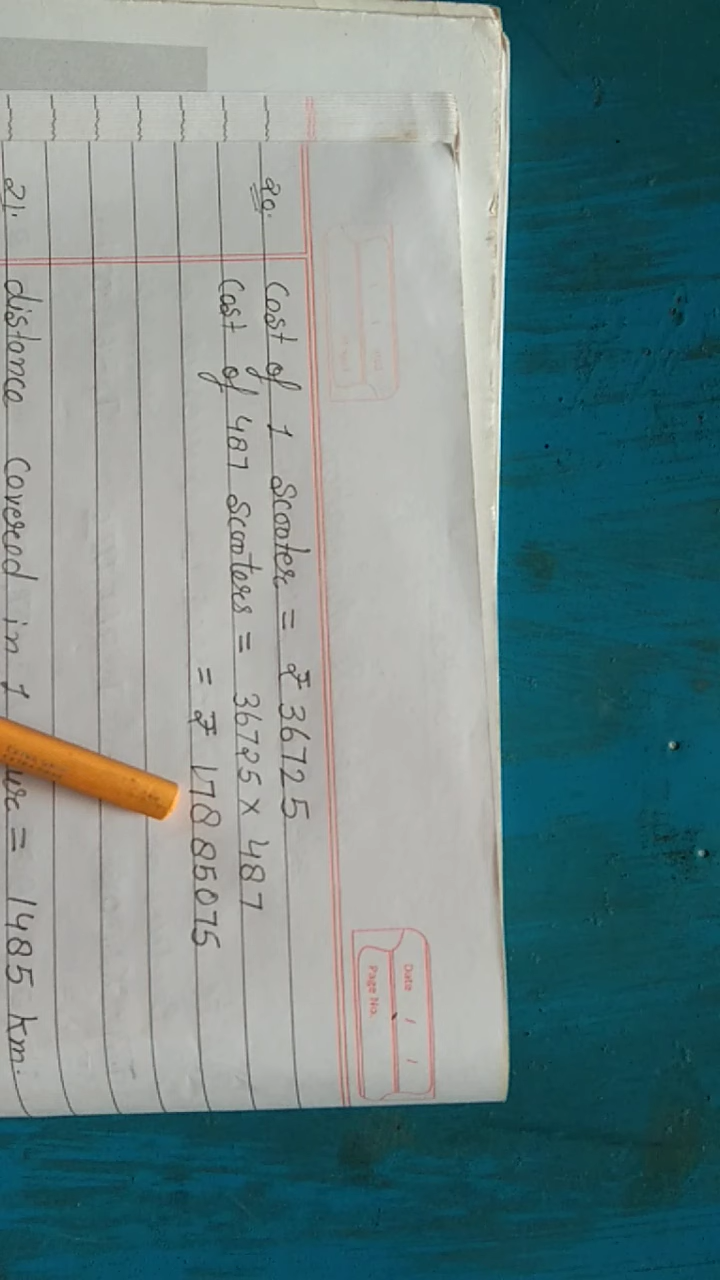 Date / /
Page No.
20. Cost of 1 Scooter = ₹ 36725
Cost of 487 Scooters = 36725 × 487
= ₹ 17885075
21. distance Covered in 1 = 1485 km.